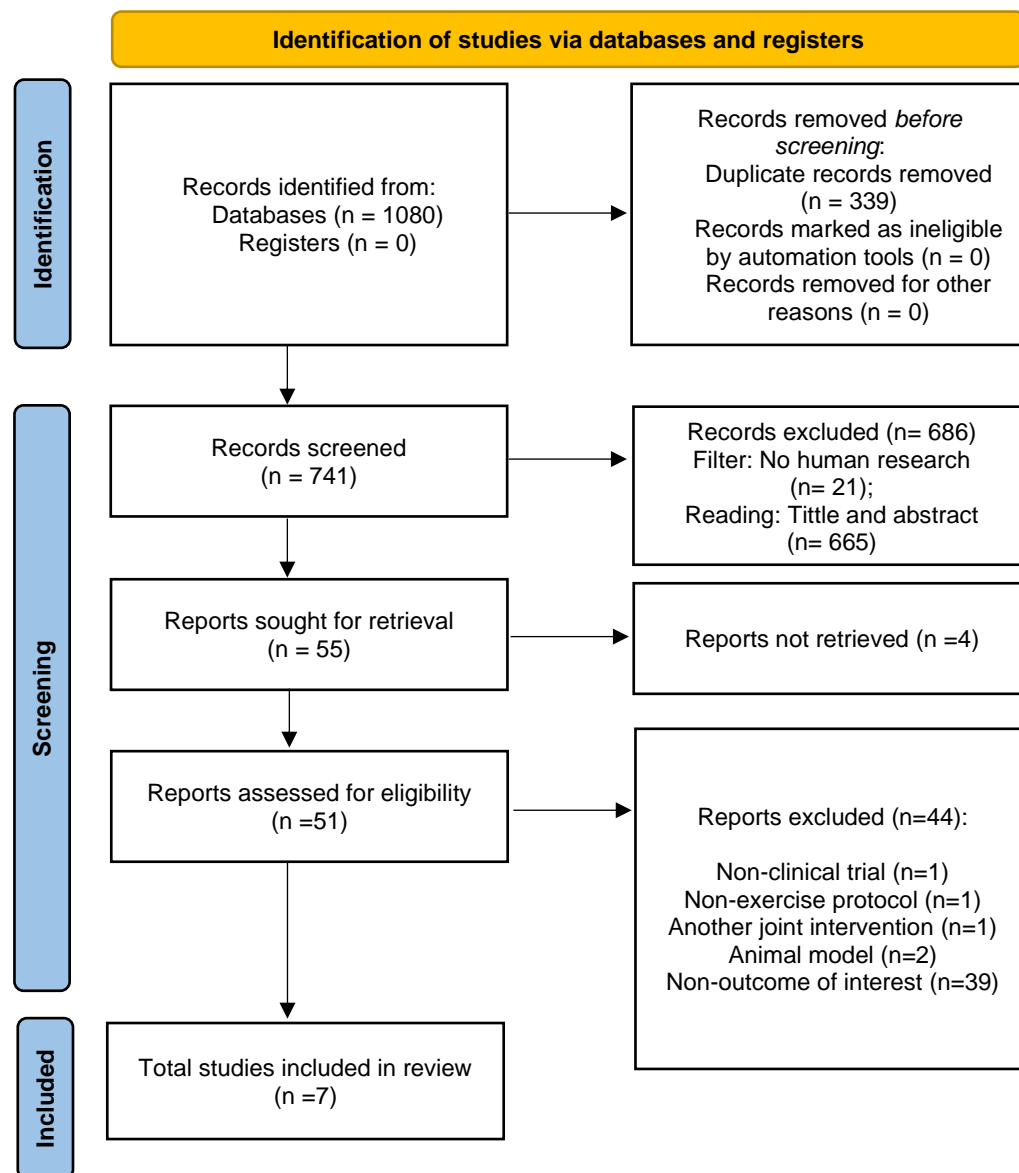 Identification of studies via databases and registers
Identification
Records identified from:
Databases (n = 1080)
Registers (n = 0)
Records removed before
screening:
Duplicate records removed
(n = 339)
Records marked as ineligible
by automation tools (n = 0)
Records removed for other
reasons (n = 0)
Screening
Records screened
(n = 741)
Records excluded (n= 686)
Filter: No human research
(n= 21);
Reading: Tittle and abstract
(n= 665)
Reports sought for retrieval
(n = 55)
Reports not retrieved (n =4)
Reports assessed for eligibility
(n =51)
Reports excluded (n=44):
Non-clinical trial (n=1)
Non-exercise protocol (n=1)
Another joint intervention (n=1)
Animal model (n=2)
Non-outcome of interest (n=39)
Included
Total studies included in review
(n =7)